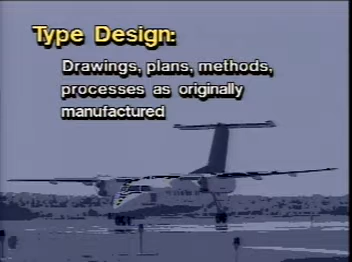 Type Design:
Drawings, plans, methods,
processes as originally
manufactured